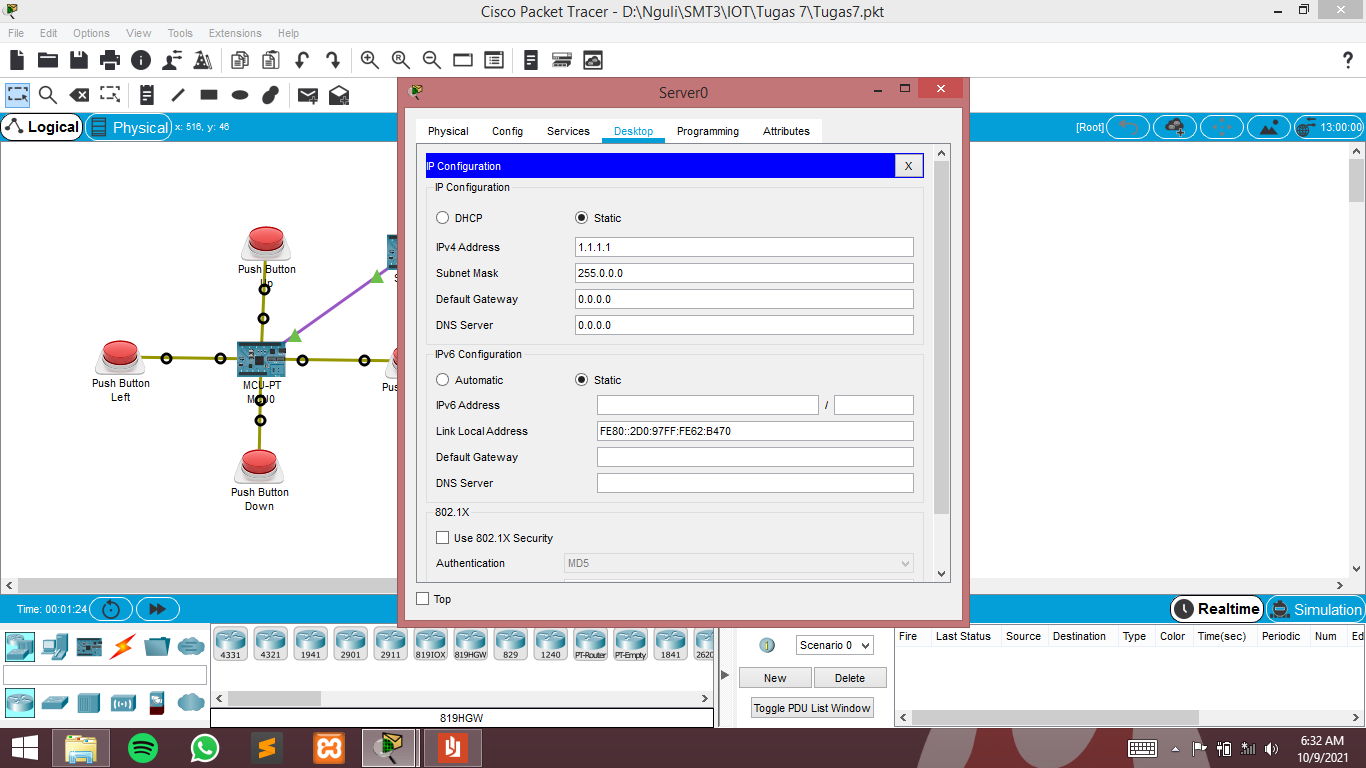 Cisco Packet Tracer - D:\Nguli\SMT3\IOT\Tugas 7\Tugas7.pkt
File Edit Options View Tools Extensions Help
?
Logical Physical x: 516, y: 46 [Root] 13:00:00
Server0
Physical Config Services Desktop Programming Attributes
IP Configuration X
IP Configuration
DHCP Static
IPv4 Address 1.1.1.1
Subnet Mask 255.0.0.0
Default Gateway 0.0.0.0
DNS Server 0.0.0.0
IPv6 Configuration
Automatic Static
IPv6 Address /
Link Local Address FE80::2D0:97FF:FE62:B470
Default Gateway
DNS Server
802.1X
Use 802.1X Security
Authentication MD5
Top
Push Button
Up
Push Button
Left
MCU-PT
MCU0
Push Button
Down
Time: 00:01:24 Realtime Simulation
4331 4321 1941 2901 2911 819IOX 819HGW 829 1240 PT-Router PT-Empty 1841 2620
819HGW
Scenario 0
New Delete
Toggle PDU List Window
Fire Last Status Source Destination Type Color Time(sec) Periodic Num Ed
6:32 AM
10/9/2021